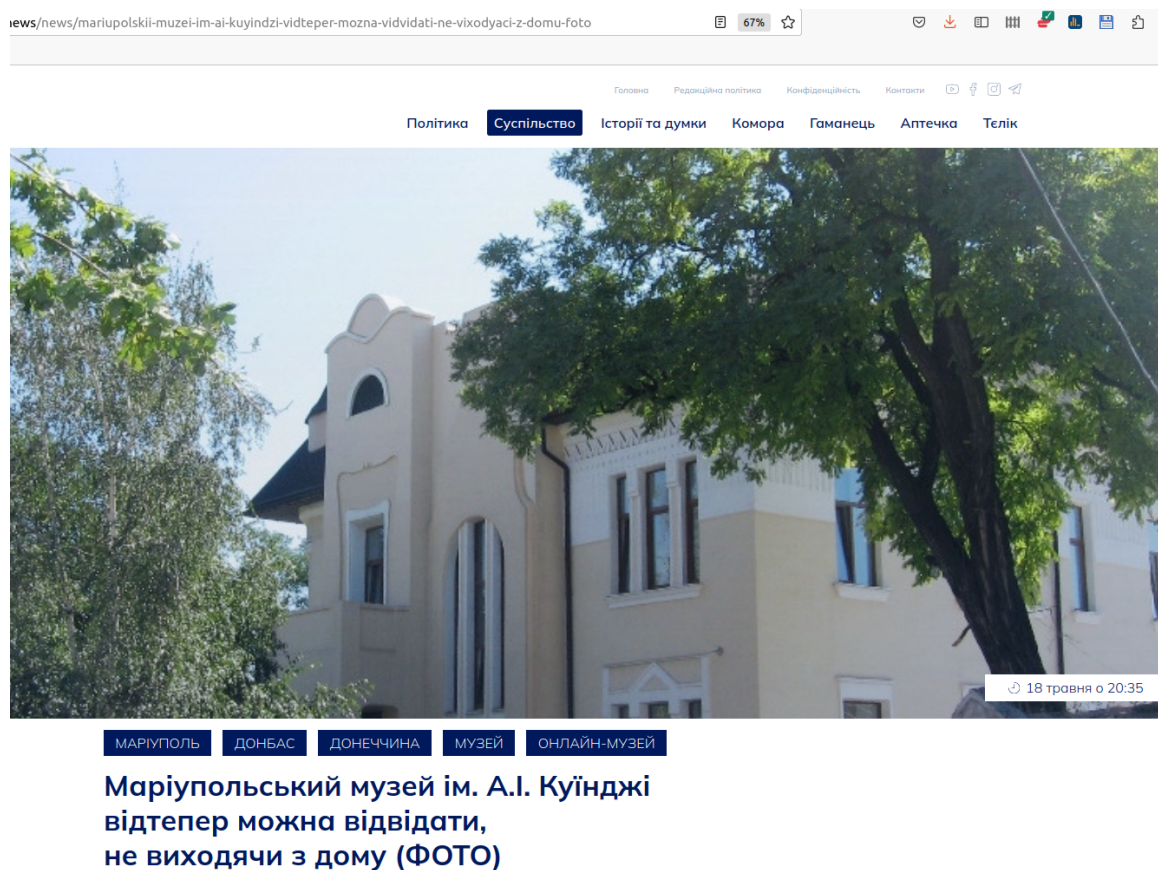 news/news/mariupolskii-muzei-im-ai-kuyindzi-vidteper-mozna-vidvidati-ne-vixodyaci-z-domu-foto 67%
Головна Редакційна політика Конфіденційність Контакти
Політика Суспільство Історії та думки Комора Гаманець Аптечка Тєлік
18 травня о 20:35
МАРІУПОЛЬ ДОНБАС ДОНЕЧЧИНА МУЗЕЙ ОНЛАЙН-МУЗЕЙ
Маріупольський музей ім. А.І. Куїнджі
відтепер можна відвідати,
не виходячи з дому (ФОТО)